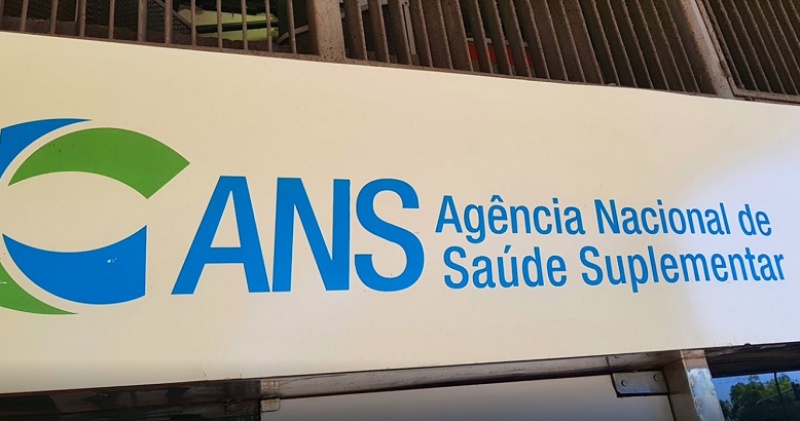 ANS
Agência Nacional de
Saúde Suplementar